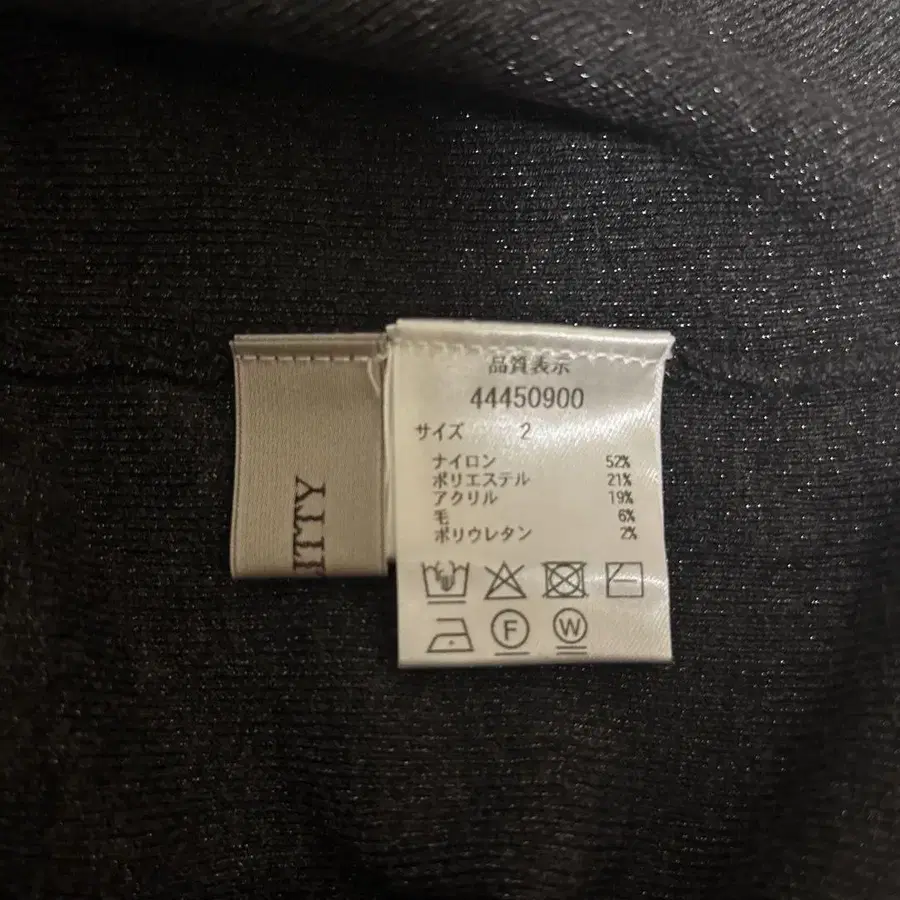 品質表示
44450900
サイズ 2
ナイロン 52%
ポリエステル 21%
アクリル 19%
毛 6%
ポリウレタン 2%
F
W
ITTY